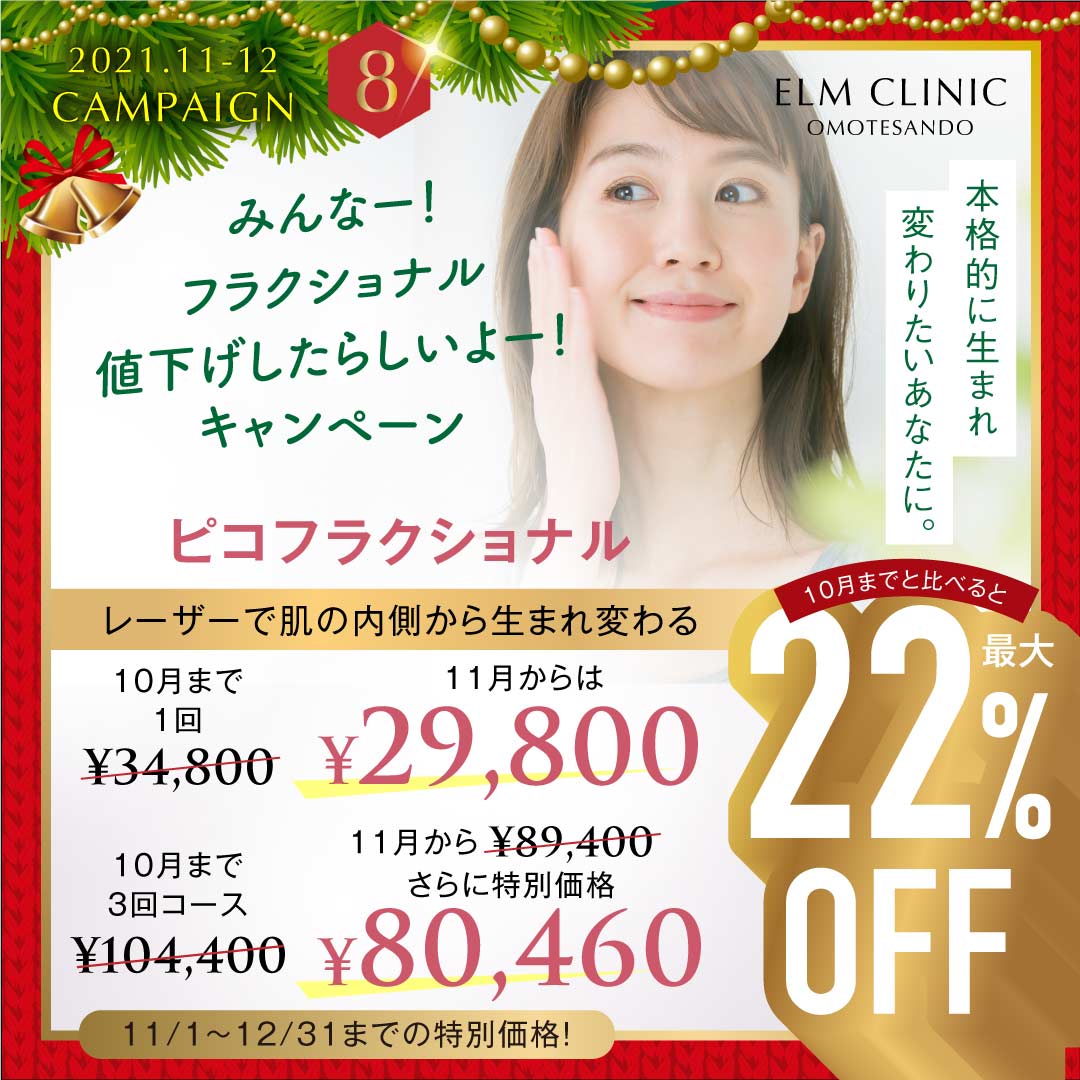 2021.11-12
CAMPAIGN
8
ELM CLINIC
OMOTESANDO
みんなー！
フラクショナル
値下げしたらしいよー！
キャンペーン
本格的に生まれ
変わりたいあなたに。
ピコフラクショナル
レーザーで肌の内側から生まれ変わる
10月までと比べると
最大
22%
OFF
10月まで
1回
¥34,800
11月からは
¥29,800
10月まで
3回コース
¥104,400
11月から ¥89,400
さらに特別価格
¥80,460
11/1～12/31までの特別価格！